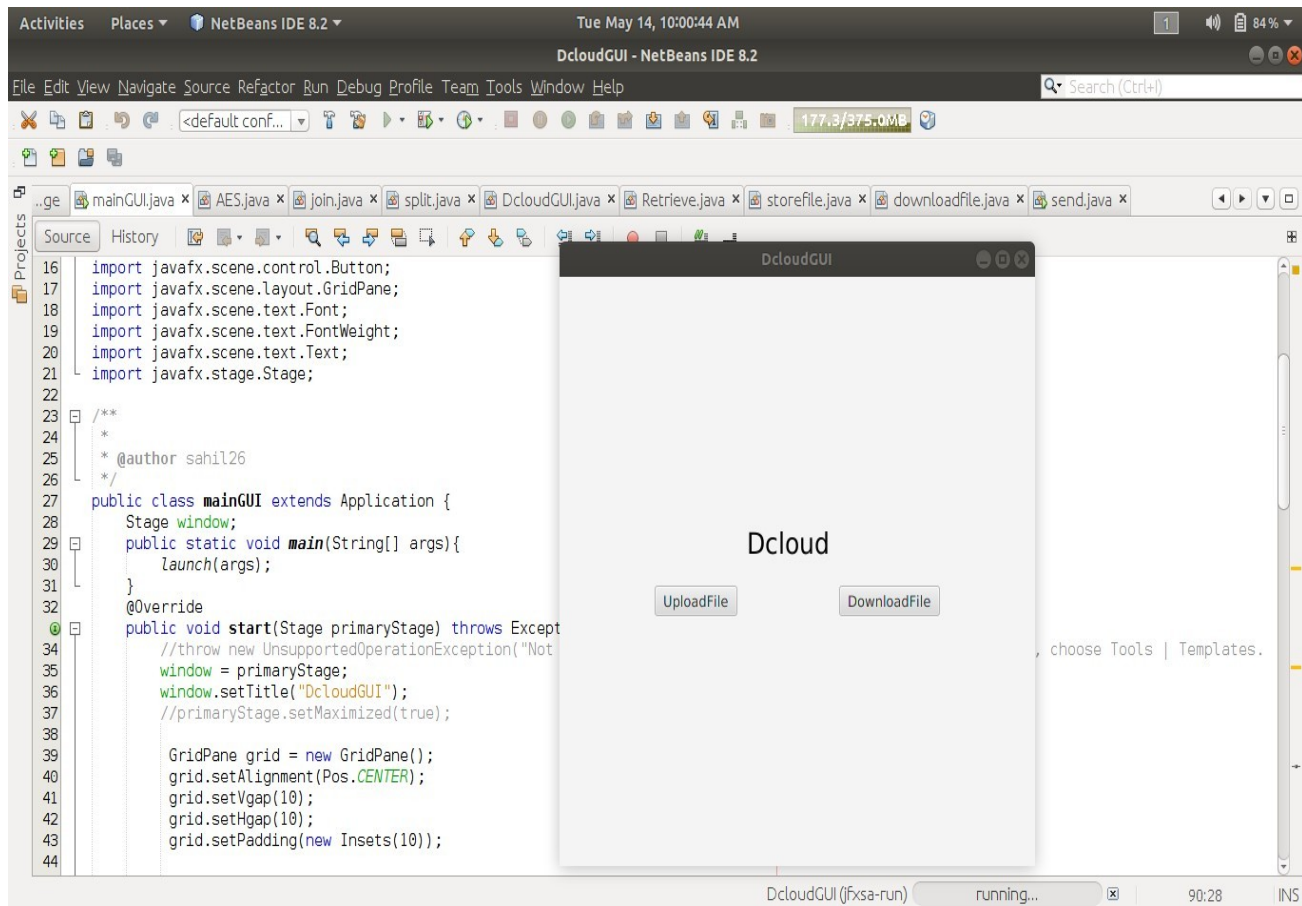 Activities Places NetBeans IDE 8.2 Tue May 14, 10:00:44 AM 1 84 %
DcloudGUI - NetBeans IDE 8.2
File Edit View Navigate Source Refactor Run Debug Profile Team Tools Window Help Search (Ctrl+I)
<default conf... 177.3/375.0MB
..ge mainGUI.java AES.java join.java split.java DcloudGUI.java Retrieve.java storefile.java downloadfile.java send.java
Projects
Source History
16 import javafx.scene.control.Button;
17 import javafx.scene.layout.GridPane;
18 import javafx.scene.text.Font;
19 import javafx.scene.text.FontWeight;
20 import javafx.scene.text.Text;
21 import javafx.stage.Stage;
22
23 /**
24 *
25 * @author sahil26
26 */
27 public class mainGUI extends Application {
28 Stage window;
29 public static void main(String[] args){
30 launch(args);
31 }
32 @Override
public void start(Stage primaryStage) throws Except
34 //throw new UnsupportedOperationException("Not , choose Tools | Templates.
35 window = primaryStage;
36 window.setTitle("DcloudGUI");
37 //primaryStage.setMaximized(true);
38
39 GridPane grid = new GridPane();
40 grid.setAlignment(Pos.CENTER);
41 grid.setVgap(10);
42 grid.setHgap(10);
43 grid.setPadding(new Insets(10));
44
DcloudGUI
Dcloud
UploadFile DownloadFile
DcloudGUI (jfxsa-run) running... 90:28 INS